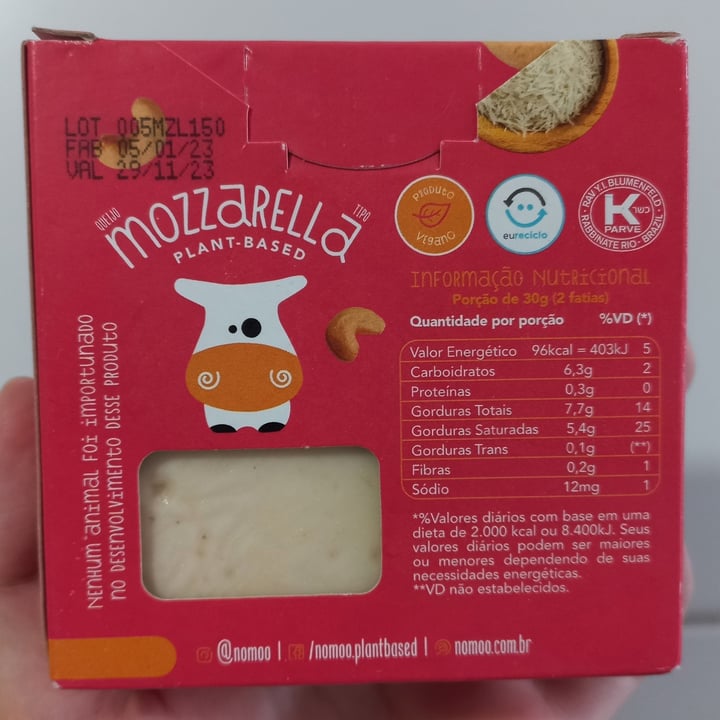 LOT 005MZL150
FAB 05/01/23
VAL 29/11/23
QUEIJO MOZZARELLA TIPO
PLANT-BASED
PRODUTO
VEGANO
eureciclo
RAV Y.I. BLUMENFELD
K כשר
PARVE
RABBINATE RIO - BRAZIL
INFORMAÇÃO NUTRICIONAL
Porção de 30g (2 fatias)
Quantidade por porção %VD (*)
Valor Energético 96kcal = 403kJ 5
Carboidratos 6,3g 2
Proteínas 0,3g 0
Gorduras Totais 7,7g 14
Gorduras Saturadas 5,4g 25
Gorduras Trans 0,1g (**)
Fibras 0,2g 1
Sódio 12mg 1
*%Valores diários com base em uma
dieta de 2.000 kcal ou 8.400kJ. Seus
valores diários podem ser maiores
ou menores dependendo de suas
necessidades energéticas.
**VD não estabelecidos.
NENHUM ANIMAL FOI IMPORTUNADO
NO DESENVOLVIMENTO DESSE PRODUTO
@nomoo | /nomoo.plantbased | nomoo.com.br